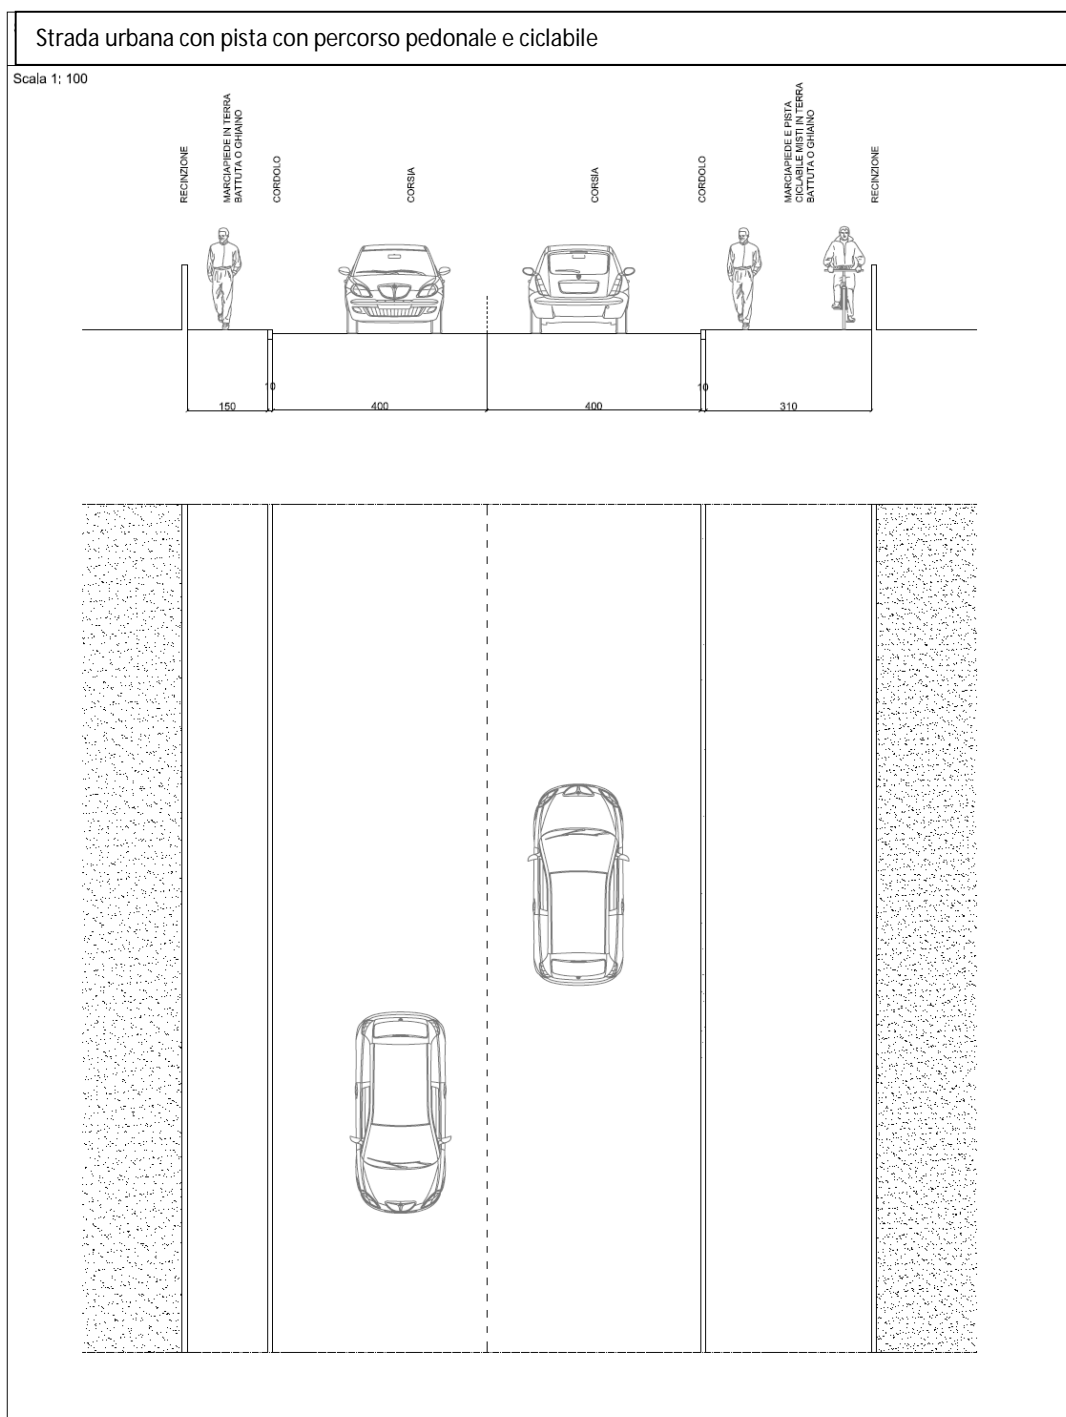 Strada urbana con pista con percorso pedonale e ciclabile
Scala 1: 100
RECINZIONE
MARCIAPIEDE IN TERRA
BATTUTA O GHIAINO
CORDOLO
CORSIA
CORSIA
CORDOLO
MARCIAPIEDE E PISTA
CICLABILE MISTI IN TERRA
BATTUTA O GHIAINO
RECINZIONE
150
10
400
400
10
310